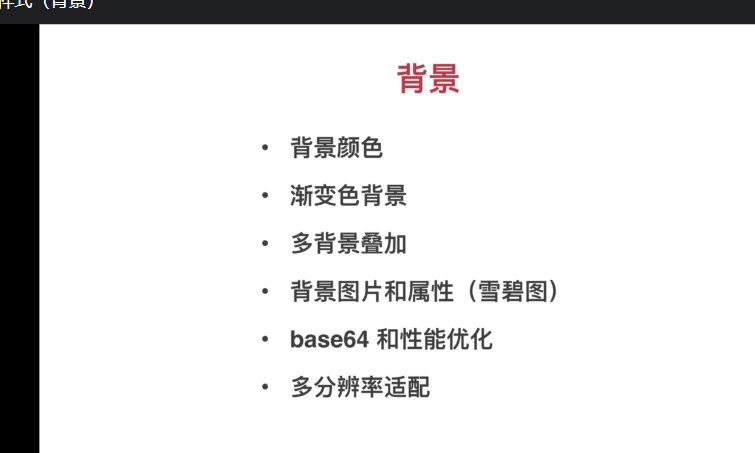 样式（背景）
背景
• 背景颜色
• 渐变色背景
• 多背景叠加
• 背景图片和属性（雪碧图）
• base64 和性能优化
• 多分辨率适配